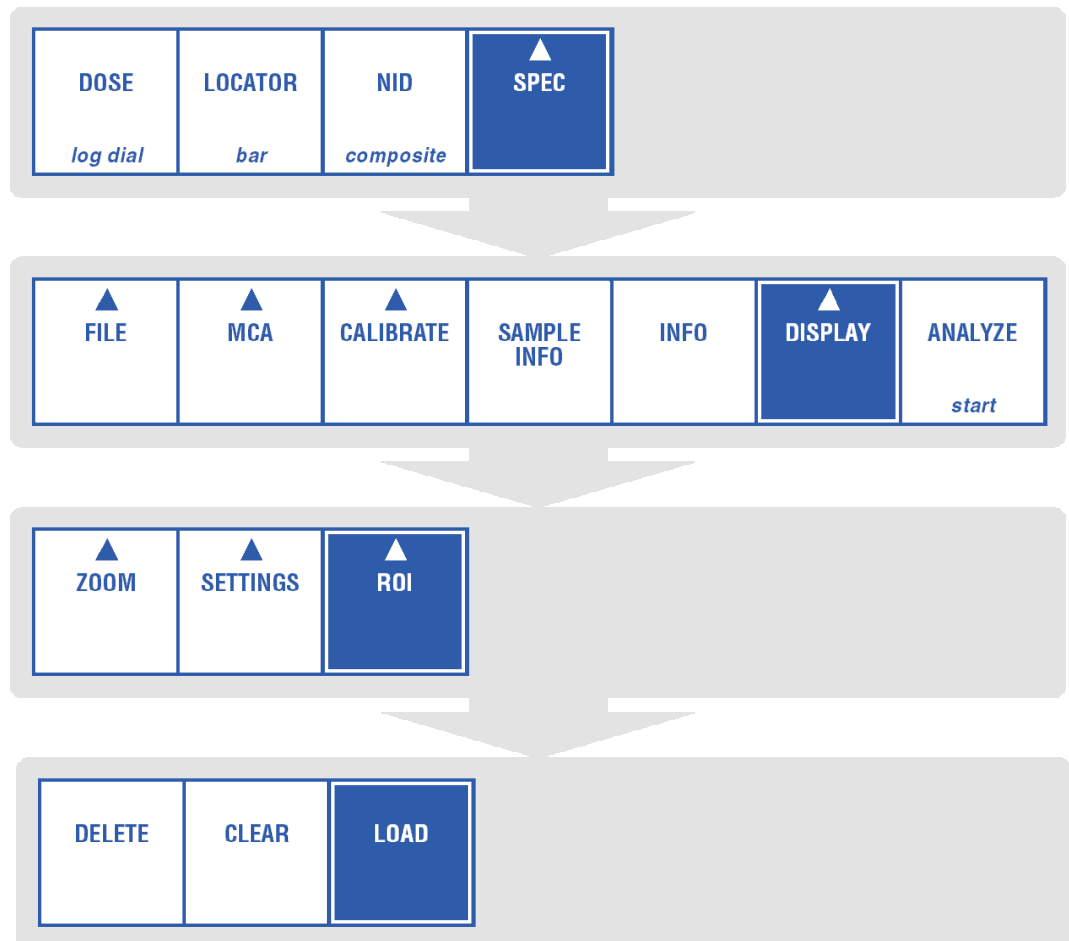 DOSE LOCATOR NID SPEC
log dial bar composite
FILE MCA CALIBRATE SAMPLE INFO DISPLAY ANALYZE
INFO
start
ZOOM SETTINGS ROI
DELETE CLEAR LOAD